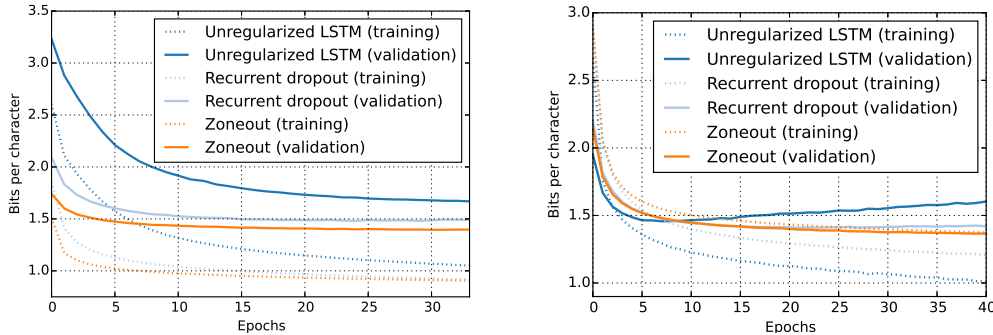 3.5
3.0
2.5
2.0
1.5
1.0
Bits per character
Unregularized LSTM (training)
Unregularized LSTM (validation)
Recurrent dropout (training)
Recurrent dropout (validation)
Zoneout (training)
Zoneout (validation)
0 5 10 15 20 25 30
Epochs
3.0
2.5
2.0
1.5
1.0
Bits per character
Unregularized LSTM (training)
Unregularized LSTM (validation)
Recurrent dropout (training)
Recurrent dropout (validation)
Zoneout (training)
Zoneout (validation)
0 5 10 15 20 25 30 35 40
Epochs